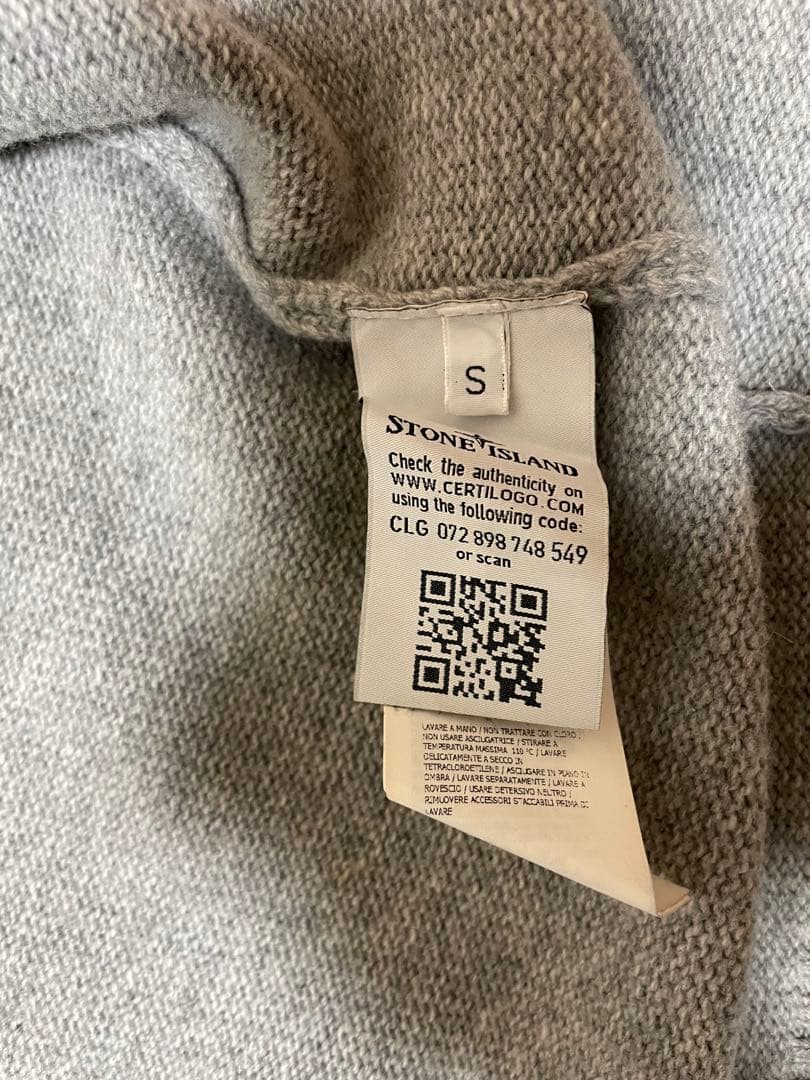 S
STONE ISLAND
Check the authenticity on
WWW.CERTILOGO.COM
using the following code:
CLG 072 898 748 549
or scan
LAVARE A MANO / NON TRATTARE CON CLORO /
NON USARE ASCIUGATRICE / STIRARE A
TEMPERATURA MASSIMA 110 °C / LAVARE
DELICATAMENTE A SECCO IN
TETRACLOROETILENE / ASCIUGARE IN PIANO IN
OMBRA / LAVARE SEPARATAMENTE / LAVARE A
ROVESCIO / USARE DETERSIVO NEUTRO /
RIMUOVERE ACCESSORI STACCABILI PRIMA DI
LAVARE